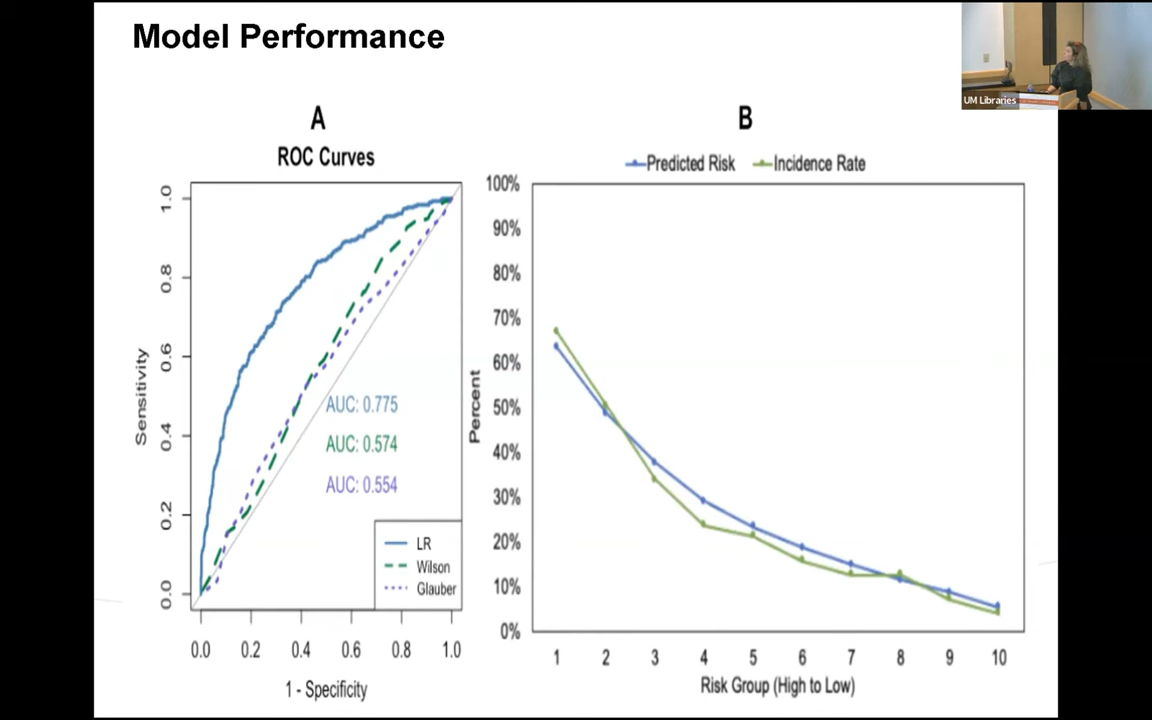 Model Performance
UM Libraries
A
ROC Curves
Sensitivity
1.0
0.8
0.6
0.4
0.2
0.0
AUC: 0.775
AUC: 0.574
AUC: 0.554
LR
Wilson
Glauber
0.0 0.2 0.4 0.6 0.8 1.0
1 - Specificity
B
Predicted Risk Incidence Rate
Percent
100%
90%
80%
70%
60%
50%
40%
30%
20%
10%
0%
1 2 3 4 5 6 7 8 9 10
Risk Group (High to Low)